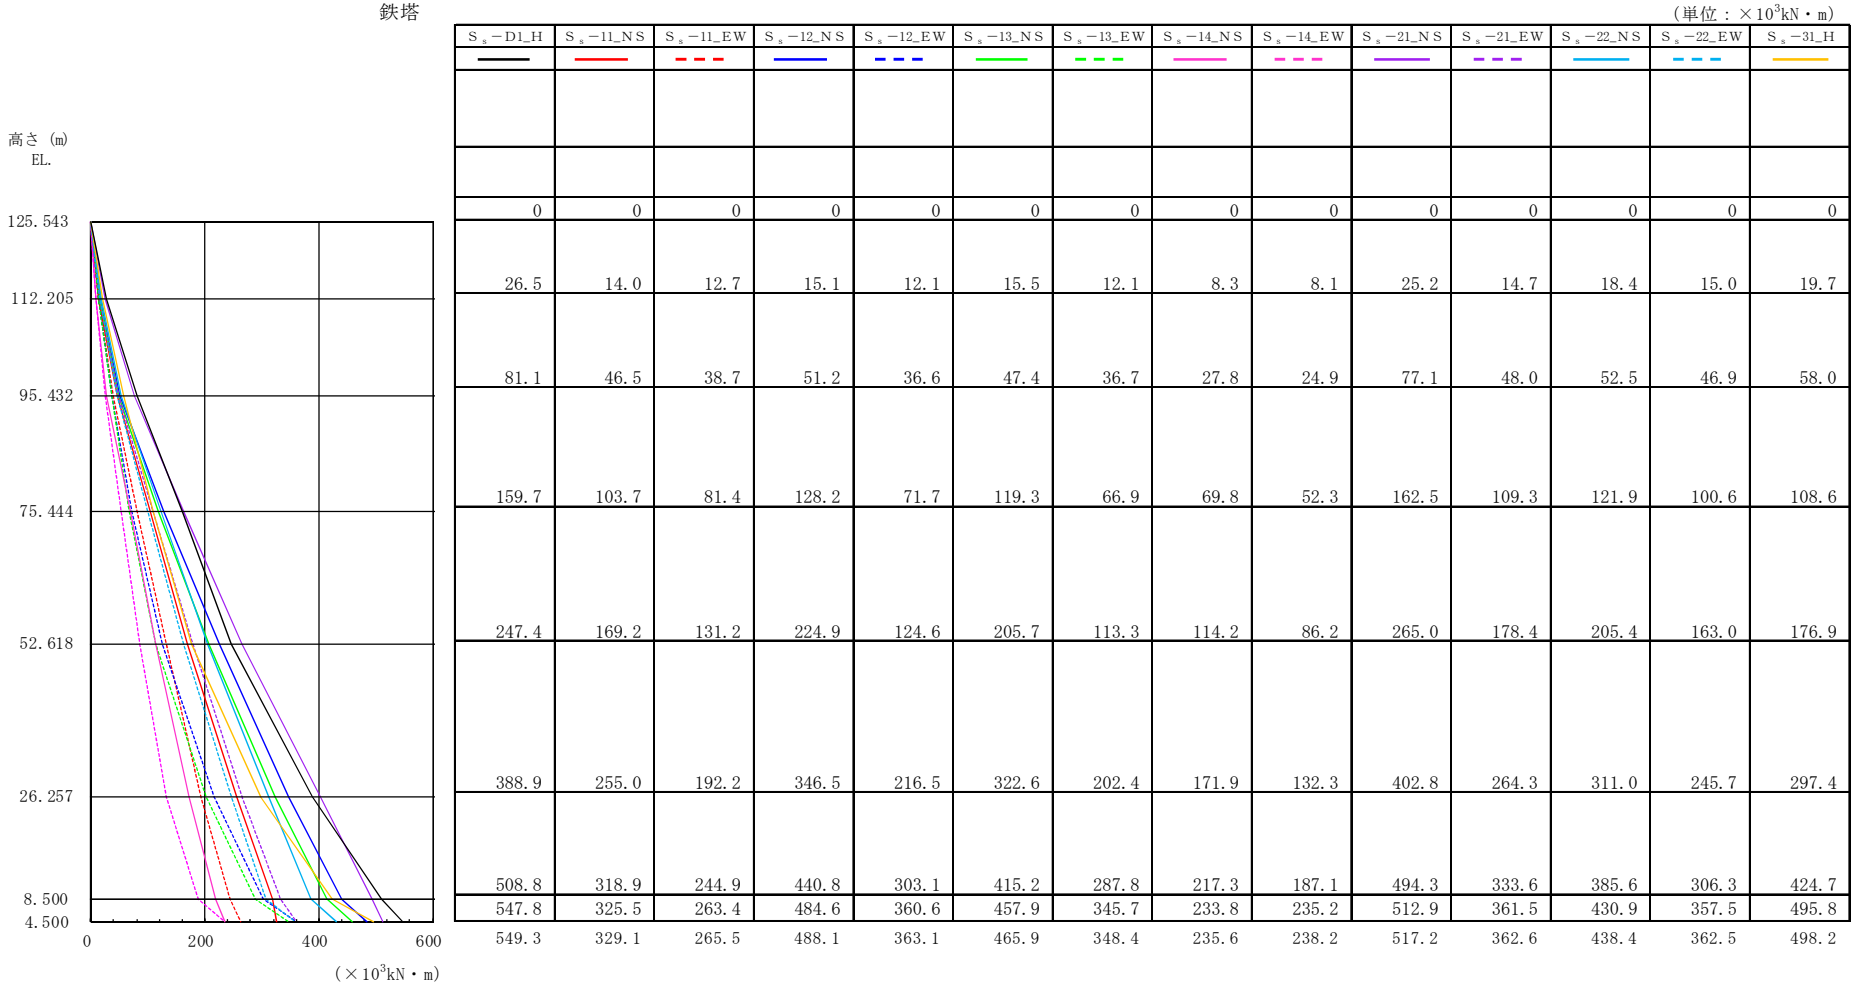 鉄塔
(単位：×10³kN・m)
Sₛ−D1_H Sₛ−11_NS Sₛ−11_EW Sₛ−12_NS Sₛ−12_EW Sₛ−13_NS Sₛ−13_EW Sₛ−14_NS Sₛ−14_EW Sₛ−21_NS Sₛ−21_EW Sₛ−22_NS Sₛ−22_EW Sₛ−31_H
高さ (m)
EL.
0 0 0 0 0 0 0 0 0 0 0 0 0 0
125.543
26.5 14.0 12.7 15.1 12.1 15.5 12.1 8.3 8.1 25.2 14.7 18.4 15.0 19.7
112.205
81.1 46.5 38.7 51.2 36.6 47.4 36.7 27.8 24.9 77.1 48.0 52.5 46.9 58.0
95.432
159.7 103.7 81.4 128.2 71.7 119.3 66.9 69.8 52.3 162.5 109.3 121.9 100.6 108.6
75.444
247.4 169.2 131.2 224.9 124.6 205.7 113.3 114.2 86.2 265.0 178.4 205.4 163.0 176.9
52.618
388.9 255.0 192.2 346.5 216.5 322.6 202.4 171.9 132.3 402.8 264.3 311.0 245.7 297.4
26.257
508.8 318.9 244.9 440.8 303.1 415.2 287.8 217.3 187.1 494.3 333.6 385.6 306.3 424.7
8.500
547.8 325.5 263.4 484.6 360.6 457.9 345.7 233.8 235.2 512.9 361.5 430.9 357.5 495.8
4.500
0 200 400 600
549.3 329.1 265.5 488.1 363.1 465.9 348.4 235.6 238.2 517.2 362.6 438.4 362.5 498.2
(×10³kN・m)